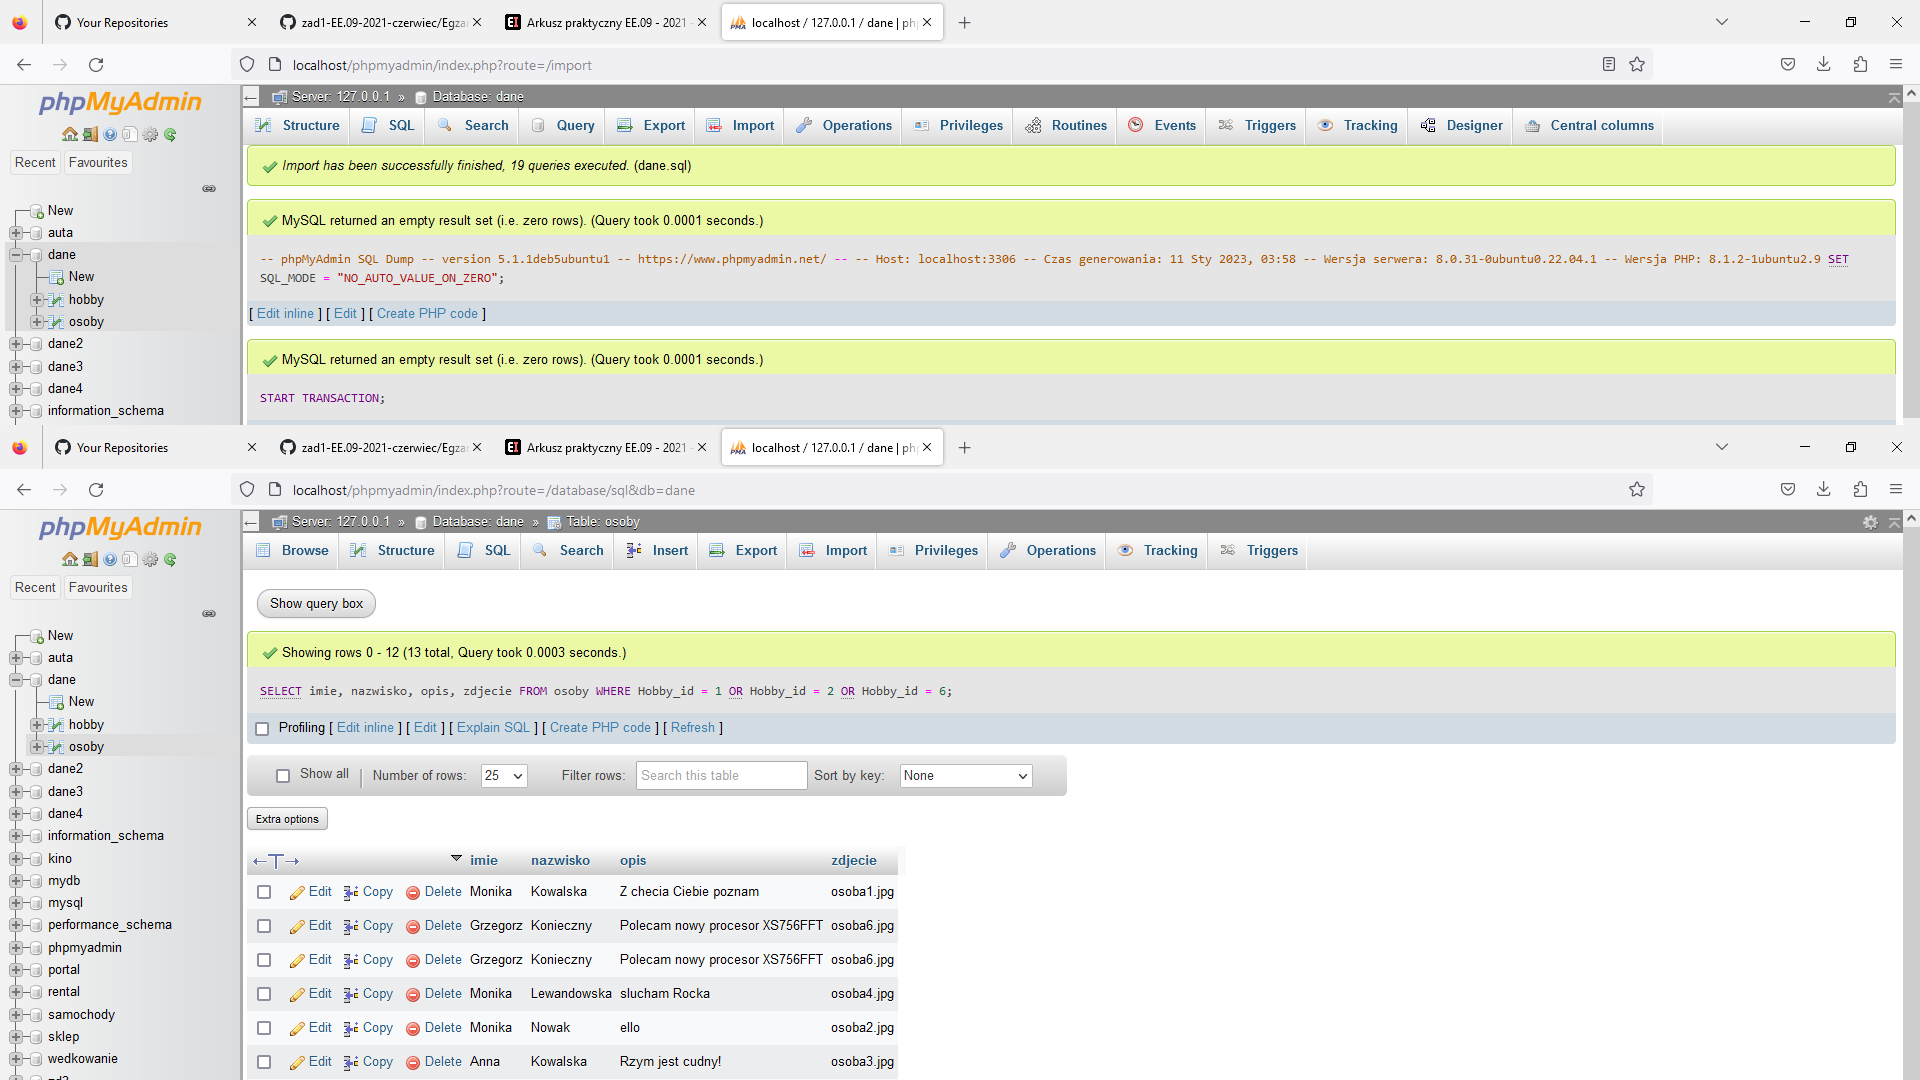 Your Repositories
zad1-EE.09-2021-czerwiec/Egza
Arkusz praktyczny EE.09 - 2021 -
localhost / 127.0.0.1 / dane | ph
localhost/phpmyadmin/index.php?route=/import
phpMyAdmin
Recent
Favourites
New
auta
dane
New
hobby
osoby
dane2
dane3
dane4
information_schema
Server: 127.0.0.1 » Database: dane
Structure
SQL
Search
Query
Export
Import
Operations
Privileges
Routines
Events
Triggers
Tracking
Designer
Central columns
Import has been successfully finished, 19 queries executed. (dane.sql)
MySQL returned an empty result set (i.e. zero rows). (Query took 0.0001 seconds.)
-- phpMyAdmin SQL Dump -- version 5.1.1deb5ubuntu1 -- https://www.phpmyadmin.net/ -- -- Host: localhost:3306 -- Czas generowania: 11 Sty 2023, 03:58 -- Wersja serwera: 8.0.31-0ubuntu0.22.04.1 -- Wersja PHP: 8.1.2-1ubuntu2.9 SET
SQL_MODE = "NO_AUTO_VALUE_ON_ZERO";
[ Edit inline ] [ Edit ] [ Create PHP code ]
MySQL returned an empty result set (i.e. zero rows). (Query took 0.0001 seconds.)
START TRANSACTION;
Your Repositories
zad1-EE.09-2021-czerwiec/Egza
Arkusz praktyczny EE.09 - 2021 -
localhost / 127.0.0.1 / dane | ph
localhost/phpmyadmin/index.php?route=/database/sql&db=dane
phpMyAdmin
Recent
Favourites
New
auta
dane
New
hobby
osoby
dane2
dane3
dane4
information_schema
kino
mydb
mysql
performance_schema
phpmyadmin
portal
rental
samochody
sklep
wedkowanie
Server: 127.0.0.1 » Database: dane » Table: osoby
Browse
Structure
SQL
Search
Insert
Export
Import
Privileges
Operations
Tracking
Triggers
Show query box
Showing rows 0 - 12 (13 total, Query took 0.0003 seconds.)
SELECT imie, nazwisko, opis, zdjecie FROM osoby WHERE Hobby_id = 1 OR Hobby_id = 2 OR Hobby_id = 6;
Profiling [ Edit inline ] [ Edit ] [ Explain SQL ] [ Create PHP code ] [ Refresh ]
Show all | Number of rows: 25 Filter rows: Search this table Sort by key: None
Extra options
imie nazwisko opis zdjecie
Edit Copy Delete Monika Kowalska Z checia Ciebie poznam osoba1.jpg
Edit Copy Delete Grzegorz Konieczny Polecam nowy procesor XS756FFT osoba6.jpg
Edit Copy Delete Grzegorz Konieczny Polecam nowy procesor XS756FFT osoba6.jpg
Edit Copy Delete Monika Lewandowska slucham Rocka osoba4.jpg
Edit Copy Delete Monika Nowak ello osoba2.jpg
Edit Copy Delete Anna Kowalska Rzym jest cudny! osoba3.jpg